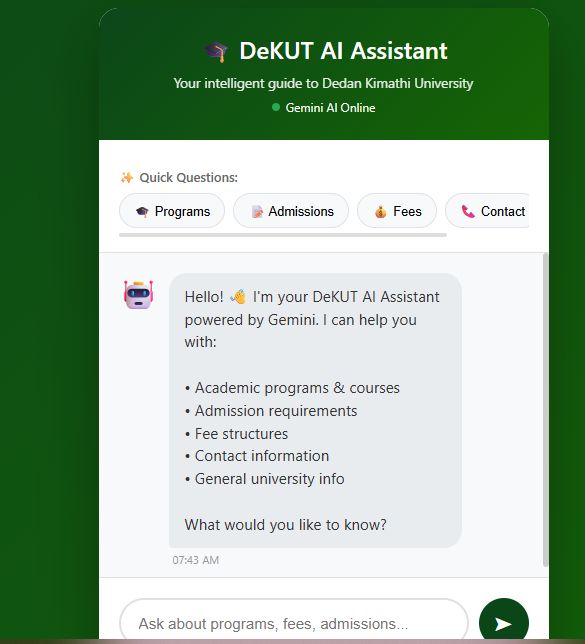 🎓 DeKUT AI Assistant
Your intelligent guide to Dedan Kimathi University
Gemini AI Online
✨ Quick Questions:
🎓 Programs 📝 Admissions 💰 Fees 📞 Contact
Hello! 👋 I'm your DeKUT AI Assistant
powered by Gemini. I can help you
with:
• Academic programs & courses
• Admission requirements
• Fee structures
• Contact information
• General university info
What would you like to know?
07:43 AM
Ask about programs, fees, admissions...